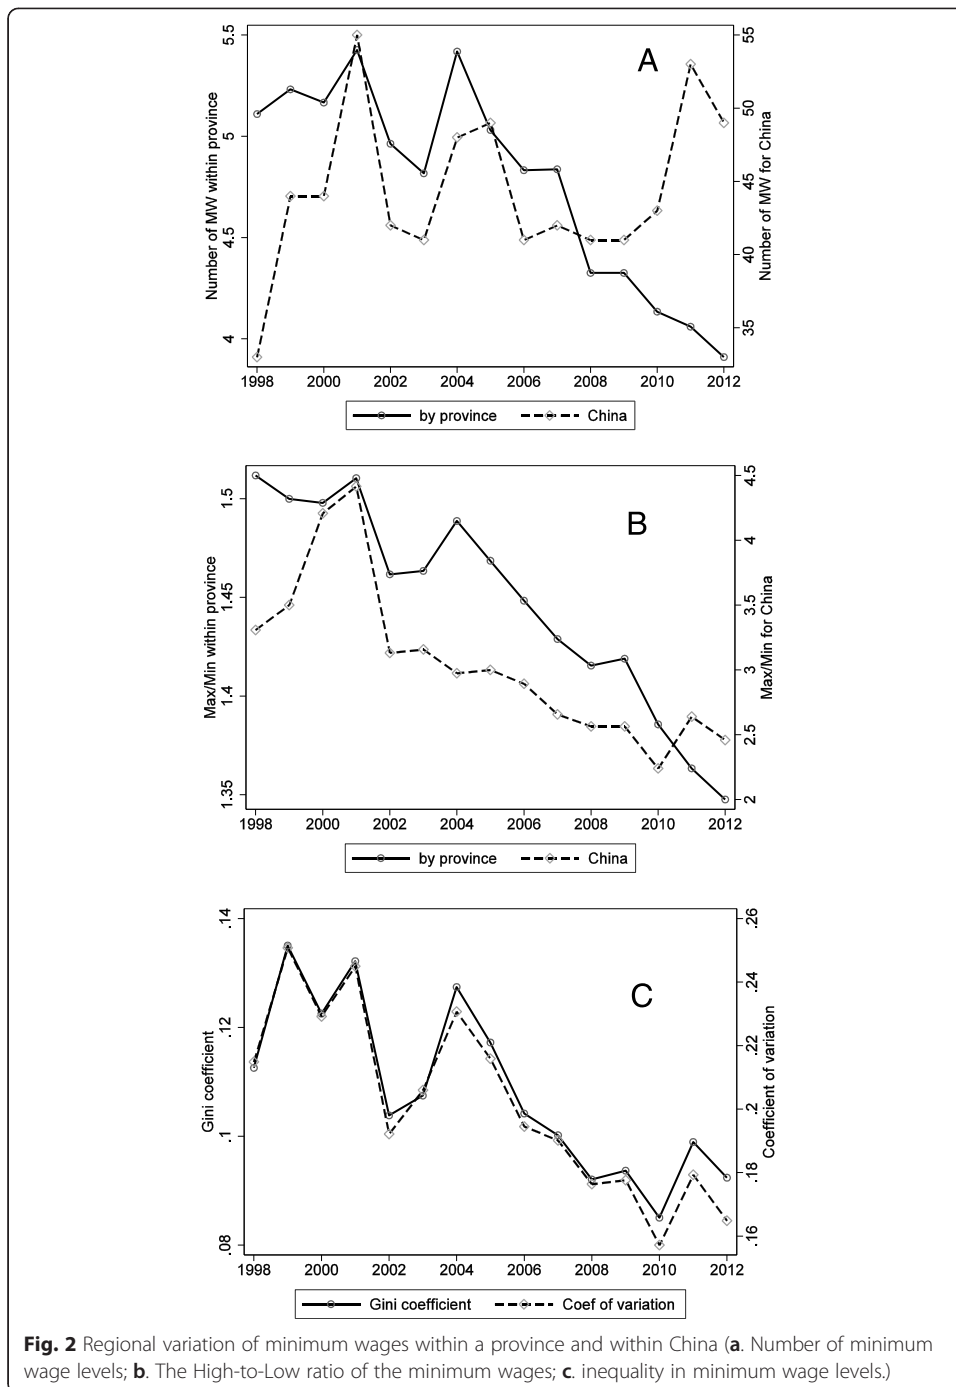 A
Number of MW within province
5.5
5
4.5
4
Number of MW for China
55
50
45
40
35
1998 2000 2002 2004 2006 2008 2010 2012
by province China
B
Max/Min within province
1.5
1.45
1.4
1.35
Max/Min for China
4.5
4
3.5
3
2.5
2
1998 2000 2002 2004 2006 2008 2010 2012
by province China
C
Gini coefficient
.14
.12
.1
.08
Coefficient of variation
.26
.24
.22
.2
.18
.16
1998 2000 2002 2004 2006 2008 2010 2012
Gini coefficient Coef of variation
Fig. 2 Regional variation of minimum wages within a province and within China (a. Number of minimum
wage levels; b. The High-to-Low ratio of the minimum wages; c. inequality in minimum wage levels.)